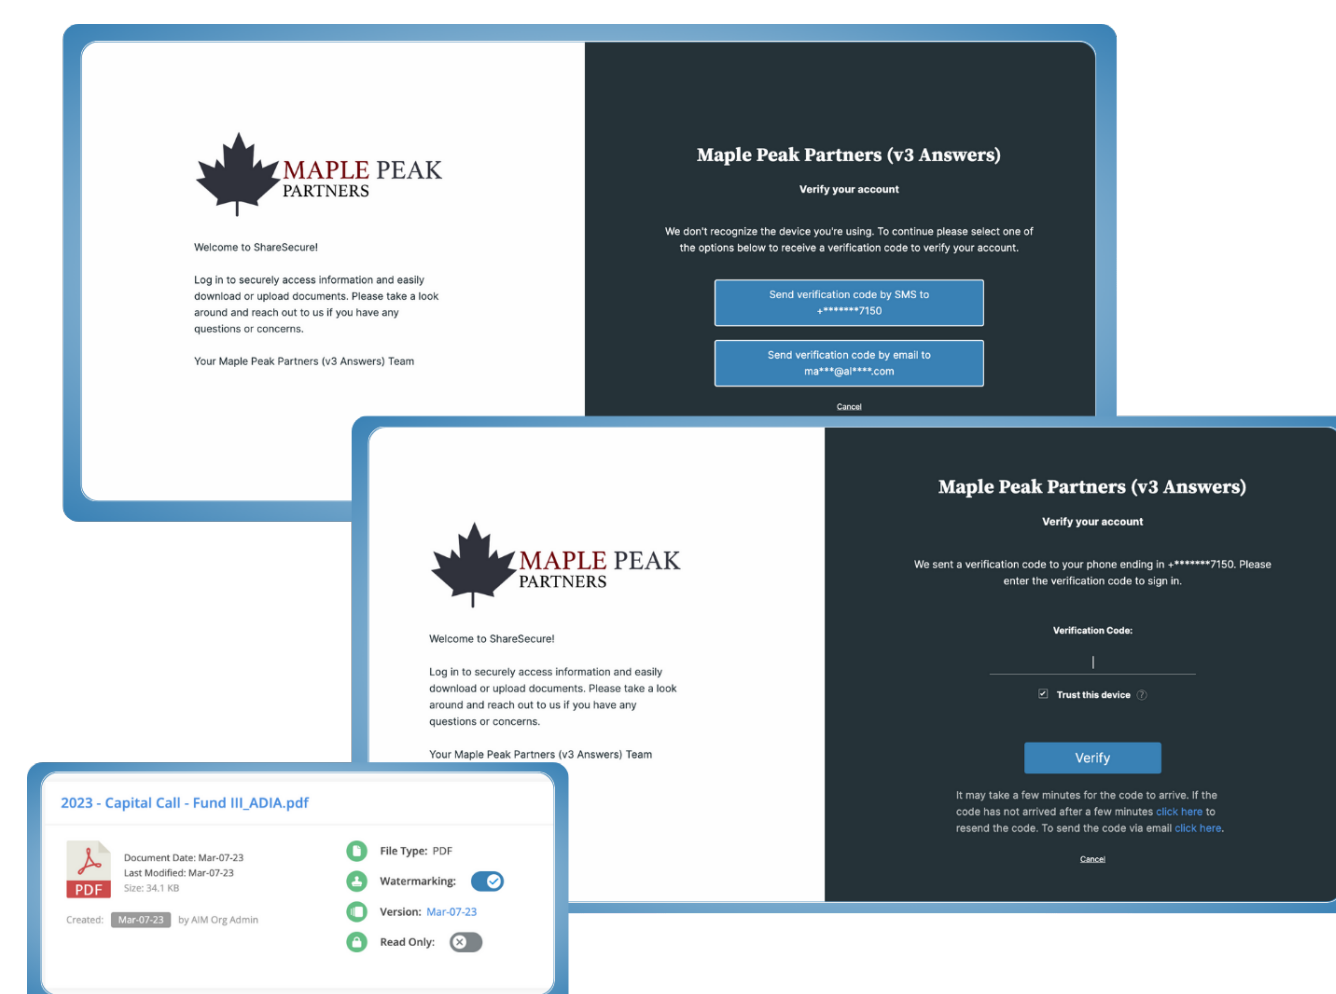 MAPLE PEAK
PARTNERS
Welcome to ShareSecure!
Log in to securely access information and easily
download or upload documents. Please take a look
around and reach out to us if you have any
questions or concerns.
Your Maple Peak Partners (v3 Answers) Team
Maple Peak Partners (v3 Answers)
Verify your account
We don't recognize the device you're using. To continue please select one of
the options below to receive a verification code to verify your account.
Send verification code by SMS to
+*******7150
Send verification code by email to
ma***@al****.com
Cancel
MAPLE PEAK
PARTNERS
Welcome to ShareSecure!
Log in to securely access information and easily
download or upload documents. Please take a look
around and reach out to us if you have any
questions or concerns.
Your Maple Peak Partners (v3 Answers) Team
Maple Peak Partners (v3 Answers)
Verify your account
We sent a verification code to your phone ending in +*******7150. Please
enter the verification code to sign in.
Verification Code:
Trust this device ?
Verify
It may take a few minutes for the code to arrive. If the
code has not arrived after a few minutes click here to
resend the code. To send the code via email click here.
Cancel
2023 - Capital Call - Fund III_ADIA.pdf
PDF
Document Date: Mar-07-23
Last Modified: Mar-07-23
Size: 34.1 KB
Created: Mar-07-23 by AIM Org Admin
File Type: PDF
Watermarking:
Version: Mar-07-23
Read Only: